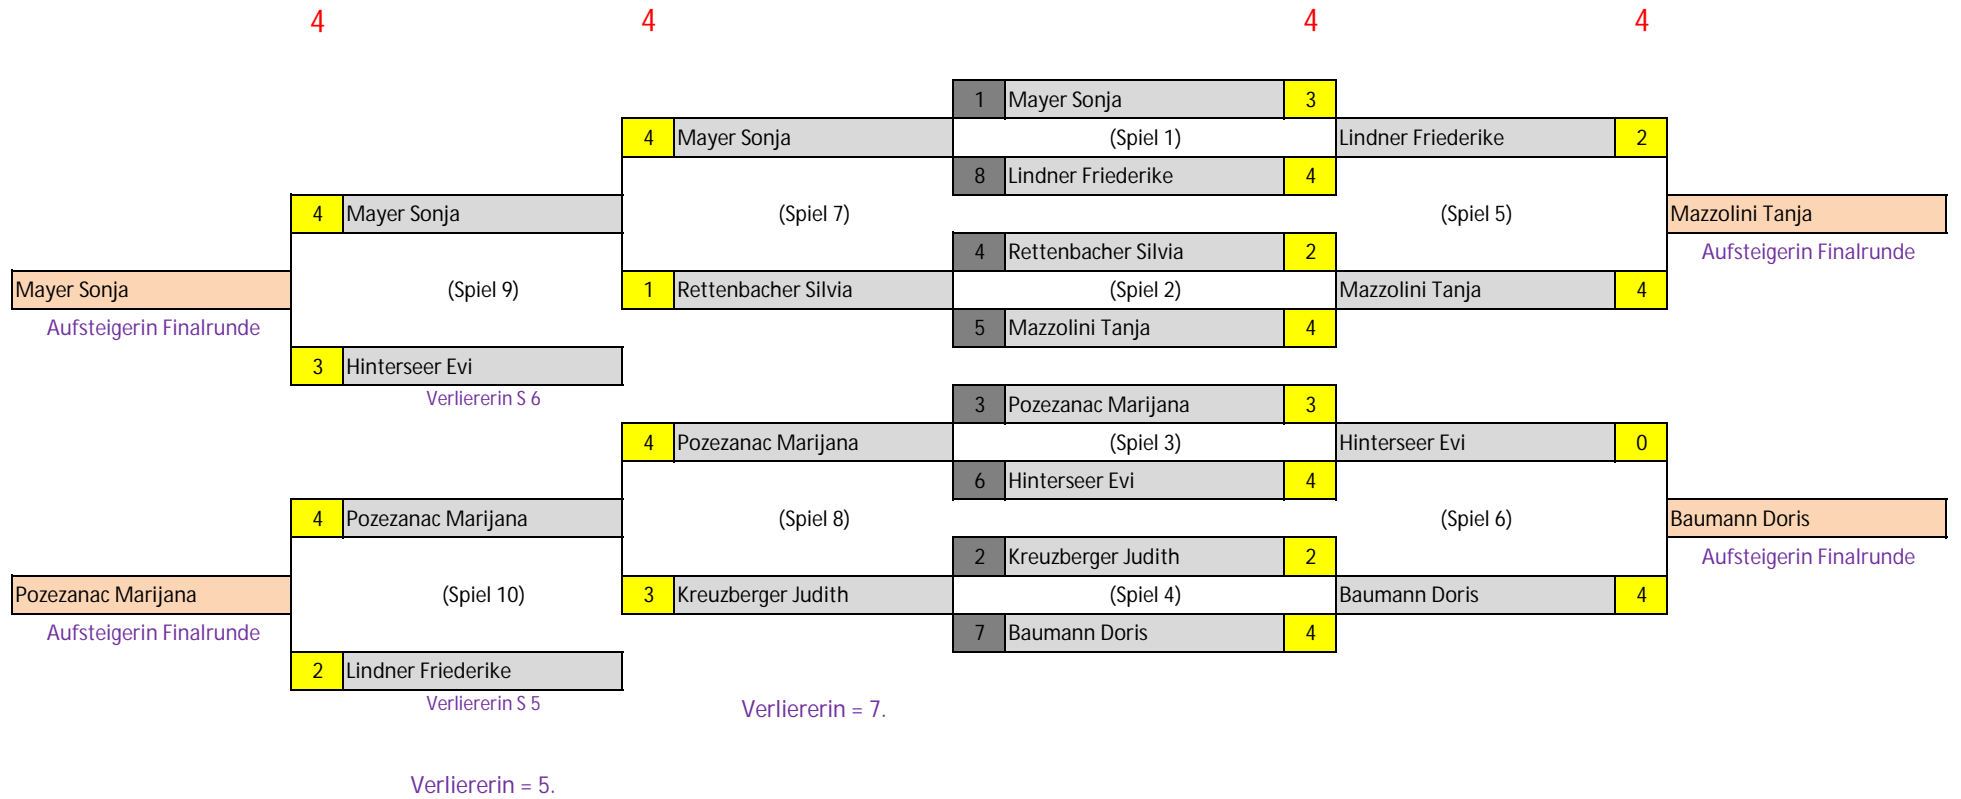 4 4 4 4
1 Mayer Sonja 3
4 Mayer Sonja (Spiel 1) Lindner Friederike 2
8 Lindner Friederike 4
4 Mayer Sonja (Spiel 7) (Spiel 5) Mazzolini Tanja
4 Rettenbacher Silvia 2 Aufsteigerin Finalrunde
Mayer Sonja (Spiel 9) 1 Rettenbacher Silvia (Spiel 2) Mazzolini Tanja 4
Aufsteigerin Finalrunde 5 Mazzolini Tanja 4
3 Hinterseer Evi
Verliererin S 6 3 Pozezanac Marijana 3
4 Pozezanac Marijana (Spiel 3) Hinterseer Evi 0
6 Hinterseer Evi 4
4 Pozezanac Marijana (Spiel 8) (Spiel 6) Baumann Doris
2 Kreuzberger Judith 2 Aufsteigerin Finalrunde
Pozezanac Marijana (Spiel 10) 3 Kreuzberger Judith (Spiel 4) Baumann Doris 4
Aufsteigerin Finalrunde 7 Baumann Doris 4
2 Lindner Friederike
Verliererin S 5 Verliererin = 7.
Verliererin = 5.